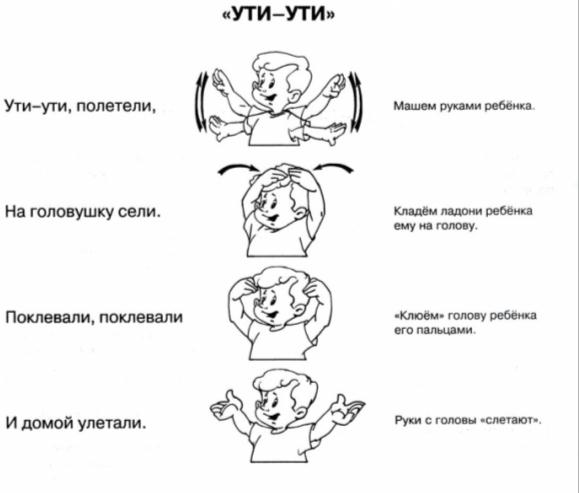 «УТИ–УТИ»
Ути–ути, полетели,
Машем руками ребёнка.
На головушку сели.
Кладём ладони ребёнка
ему на голову.
Поклевали, поклевали
«Клюём» голову ребёнка
его пальцами.
И домой улетали.
Руки с головы «слетают».